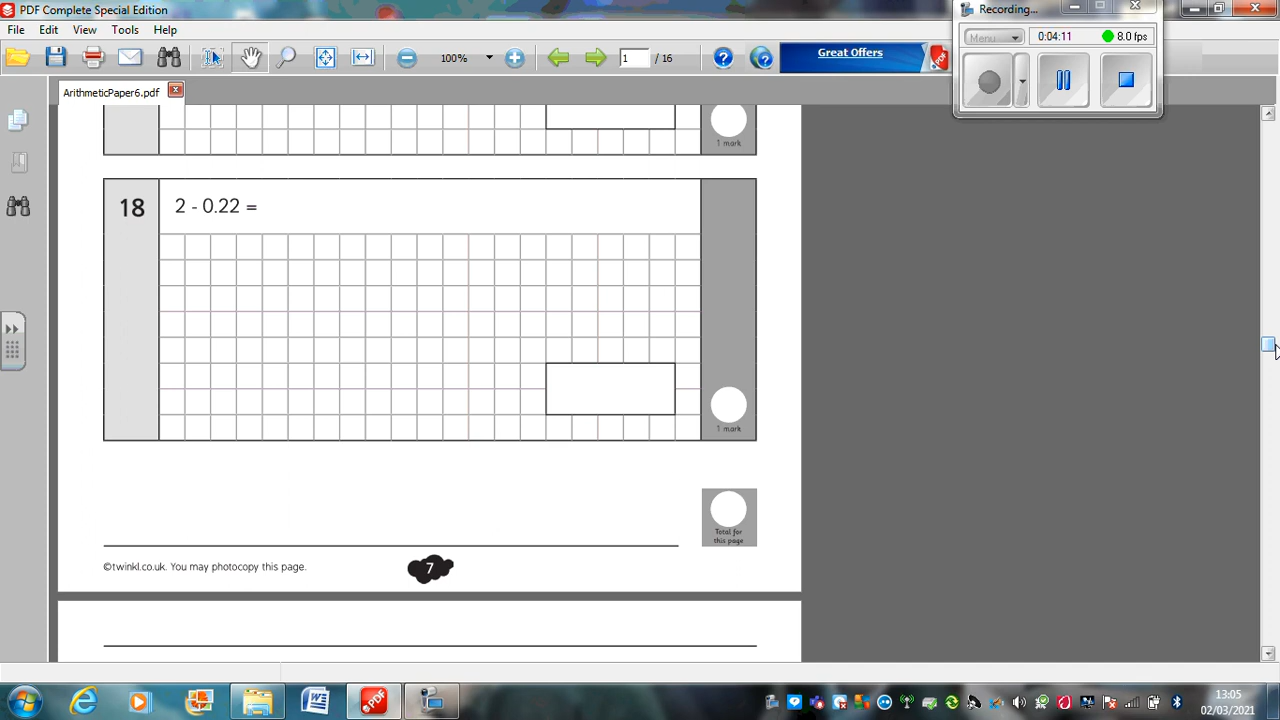 PDF Complete Special Edition
Recording...
File Edit View Tools Help
Menu 0:04:11 8.0 fps
100% 1 / 16 Great Offers PDF
ArithmeticPaper6.pdf
1 mark
18 2 - 0.22 =
1 mark
Total for
this page
©twinkl.co.uk. You may photocopy this page. 7
PDF
13:05
02/03/2021